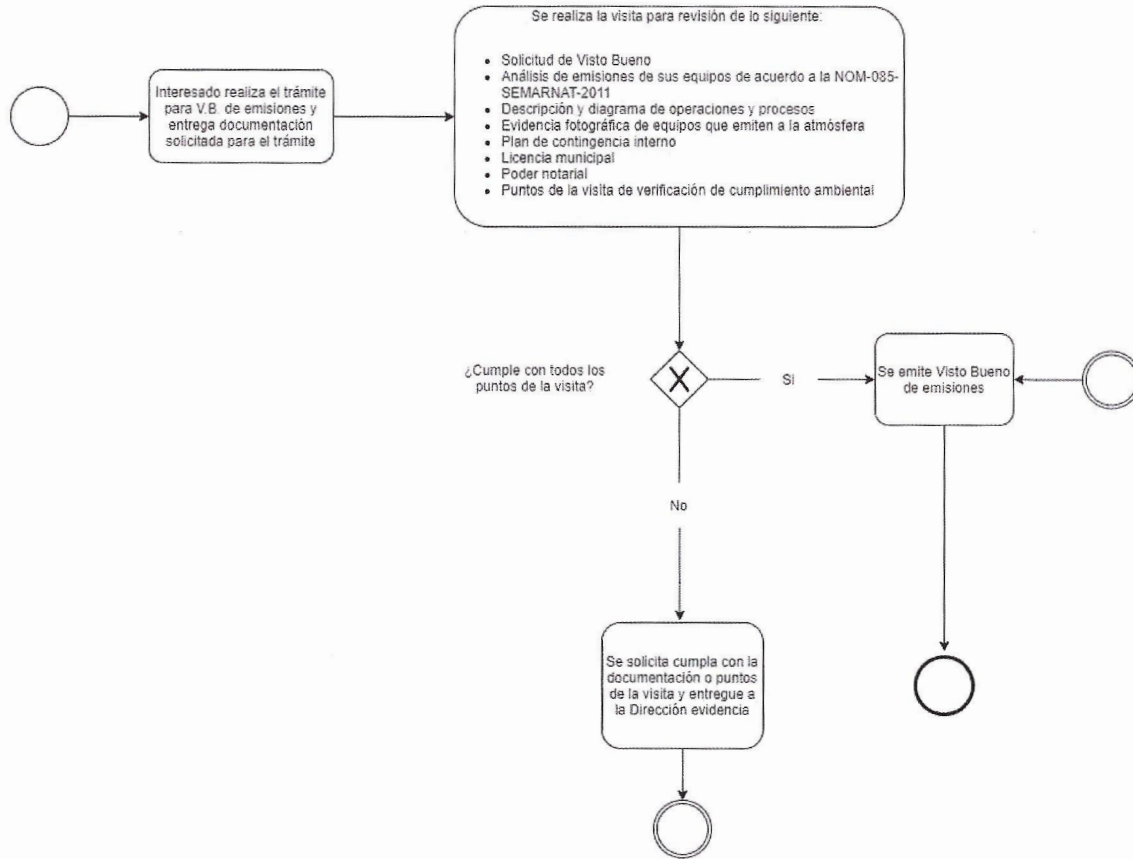 Se realiza la visita para revisión de lo siguiente:
• Solicitud de Visto Bueno
• Análisis de emisiones de sus equipos de acuerdo a la NOM-085-
SEMARNAT-2011
• Descripción y diagrama de operaciones y procesos
• Evidencia fotográfica de equipos que emiten a la atmósfera
• Plan de contingencia interno
• Licencia municipal
• Poder notarial
• Puntos de la visita de verificación de cumplimiento ambiental
Interesado realiza el trámite
para V.B. de emisiones y
entrega documentación
solicitada para el trámite
¿Cumple con todos los
puntos de la visita?
Si
Se emite Visto Bueno
de emisiones
No
Se solicita cumpla con la
documentación o puntos
de la visita y entregue a
la Dirección evidencia